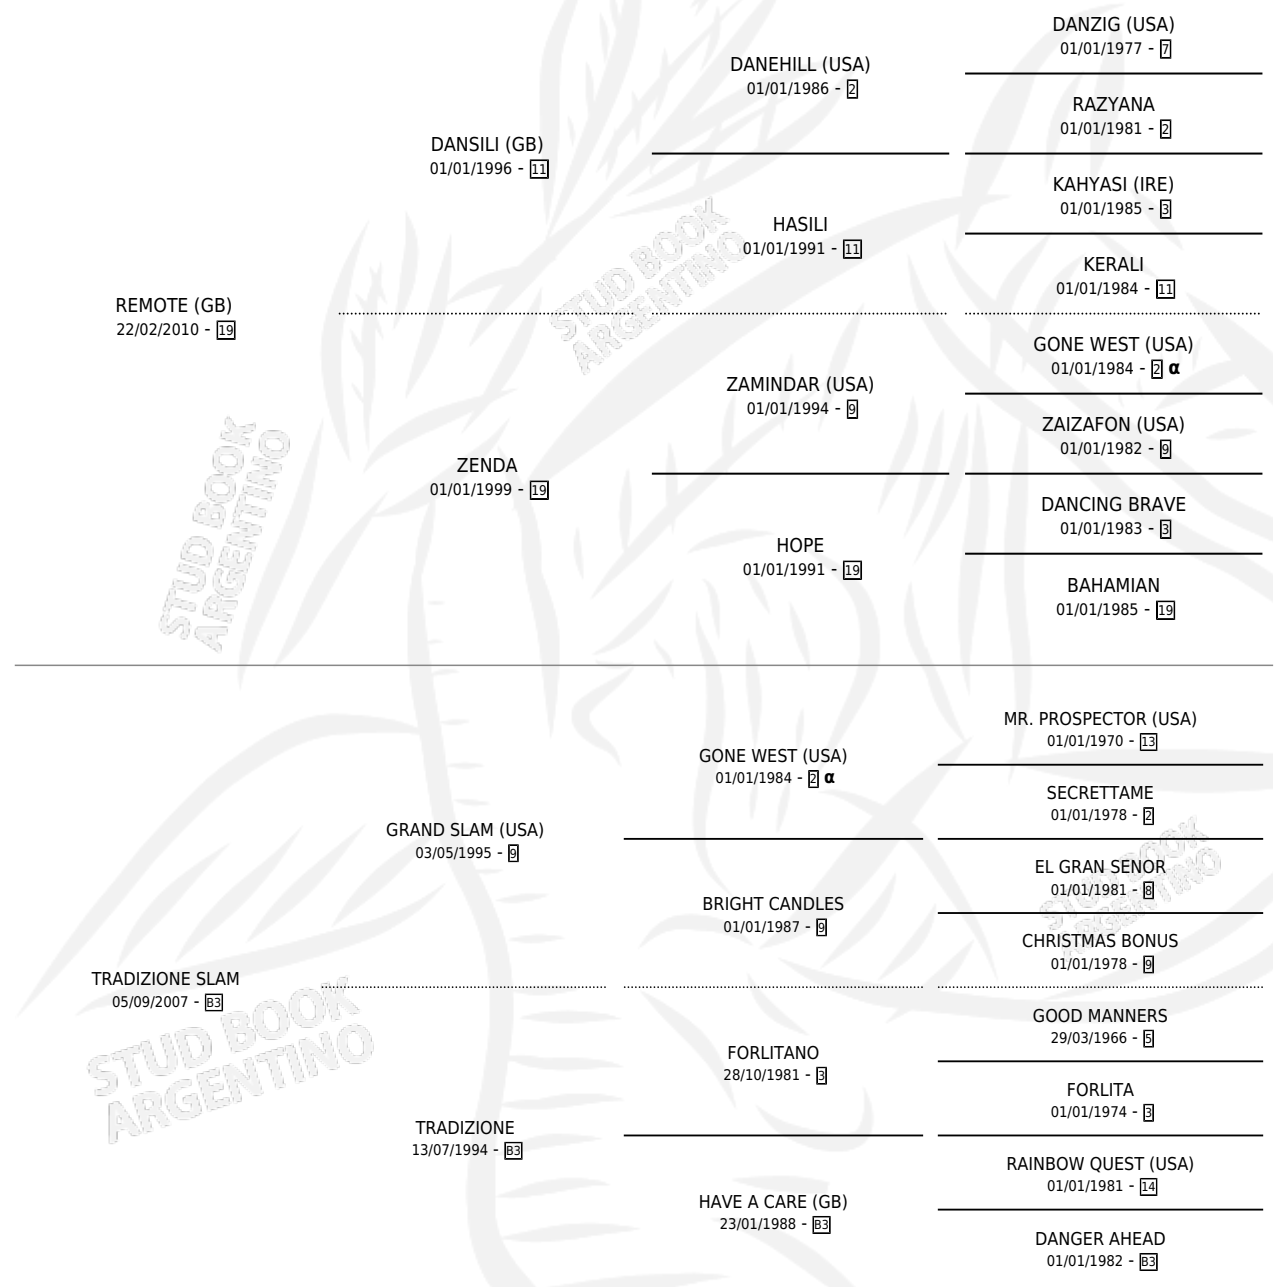 DANZIG (USA)
01/01/1977 - 7
DANEHILL (USA)
01/01/1986 - 2
RAZYANA
01/01/1981 - 2
DANSILI (GB)
01/01/1996 - 11
KAHYASI (IRE)
01/01/1985 - 3
HASILI
01/01/1991 - 11
KERALI
01/01/1984 - 11
REMOTE (GB)
22/02/2010 - 19
GONE WEST (USA)
01/01/1984 - 2 α
ZAMINDAR (USA)
01/01/1994 - 9
ZAIZAFON (USA)
01/01/1982 - 9
ZENDA
01/01/1999 - 19
DANCING BRAVE
01/01/1983 - 3
HOPE
01/01/1991 - 19
BAHAMIAN
01/01/1985 - 19
MR. PROSPECTOR (USA)
01/01/1970 - 13
GONE WEST (USA)
01/01/1984 - 2 α
SECRETTAME
01/01/1978 - 2
GRAND SLAM (USA)
03/05/1995 - 9
EL GRAN SENOR
01/01/1981 - 8
BRIGHT CANDLES
01/01/1987 - 9
CHRISTMAS BONUS
01/01/1978 - 9
TRADIZIONE SLAM
05/09/2007 - B3
GOOD MANNERS
29/03/1966 - 5
FORLITANO
28/10/1981 - 3
FORLITA
01/01/1974 - 3
TRADIZIONE
13/07/1994 - B3
RAINBOW QUEST (USA)
01/01/1981 - 14
HAVE A CARE (GB)
23/01/1988 - B3
DANGER AHEAD
01/01/1982 - B3
STUD BOOK
ARGENTINO
STUD BOOK
ARGENTINO
STUD BOOK
ARGENTINO
STUD BOOK
ARGENTINO